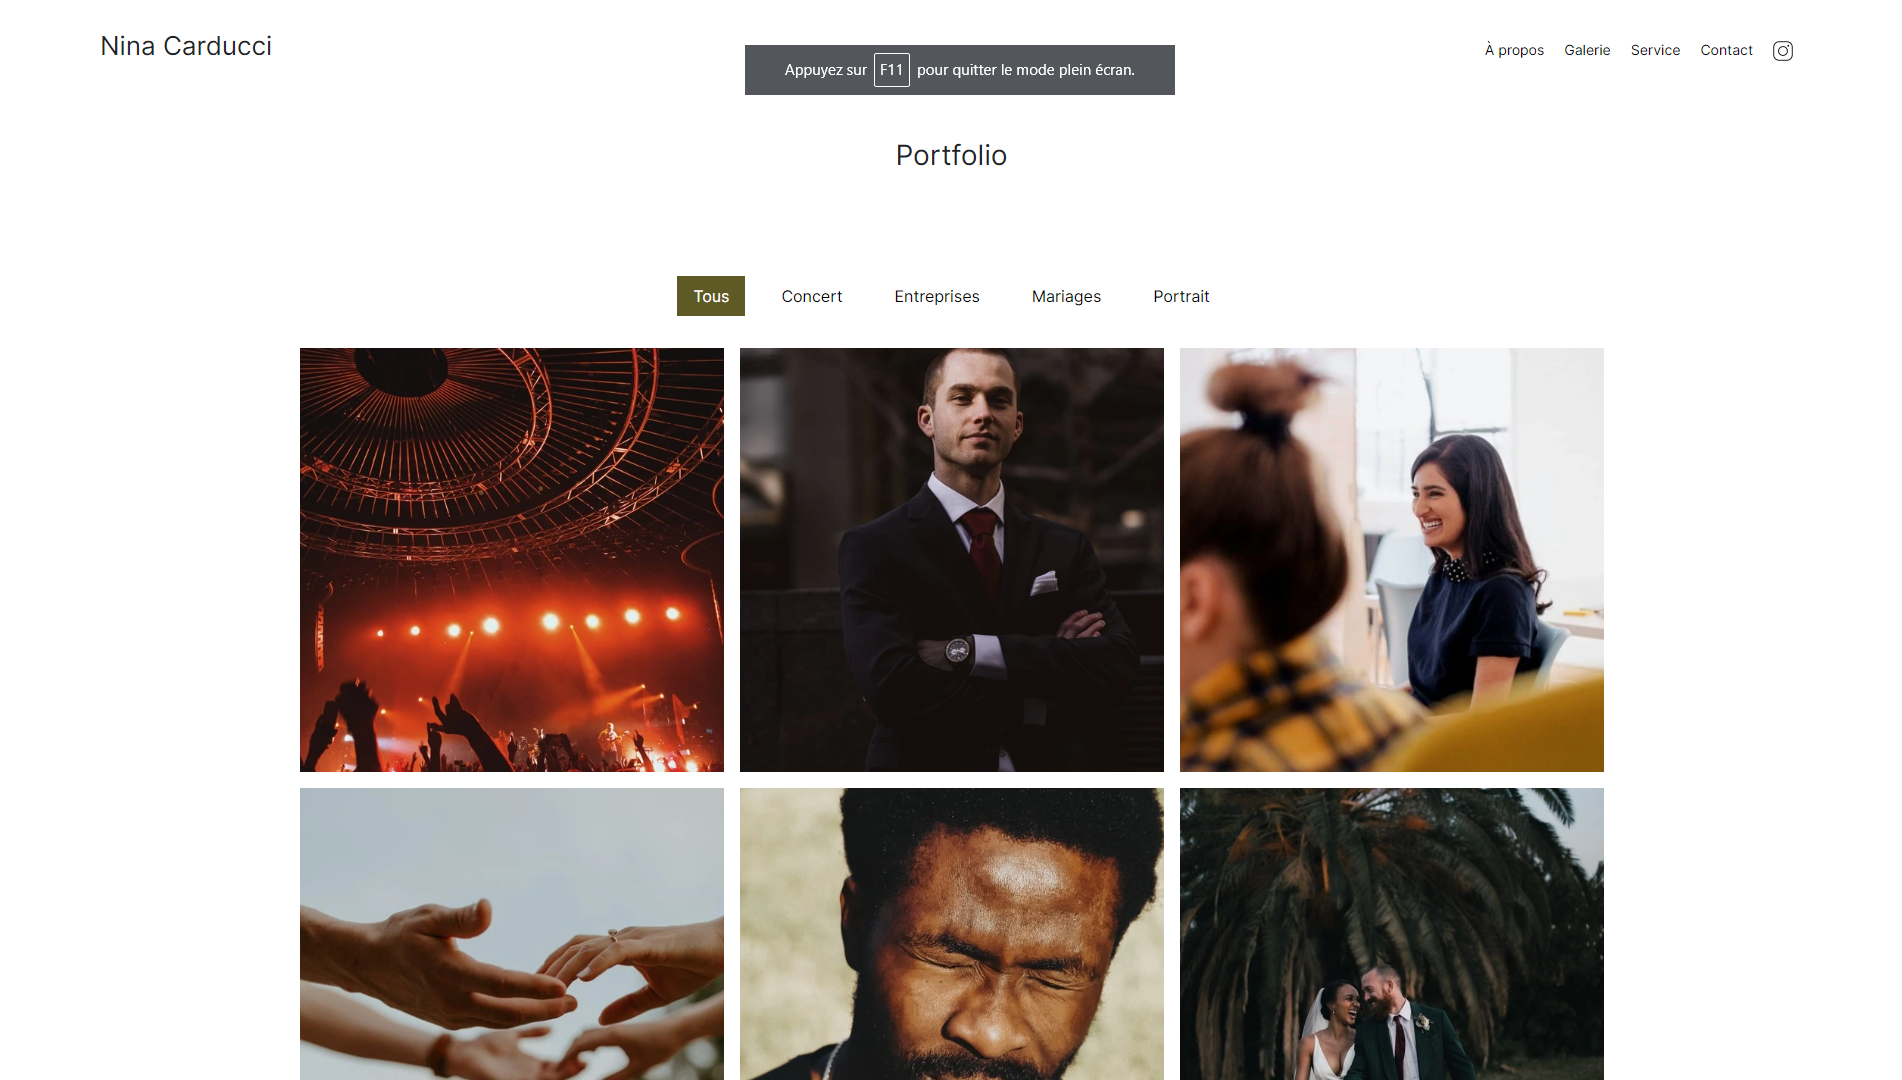 Nina Carducci
Appuyez sur F11 pour quitter le mode plein écran.
À propos Galerie Service Contact
Portfolio
Tous Concert Entreprises Mariages Portrait